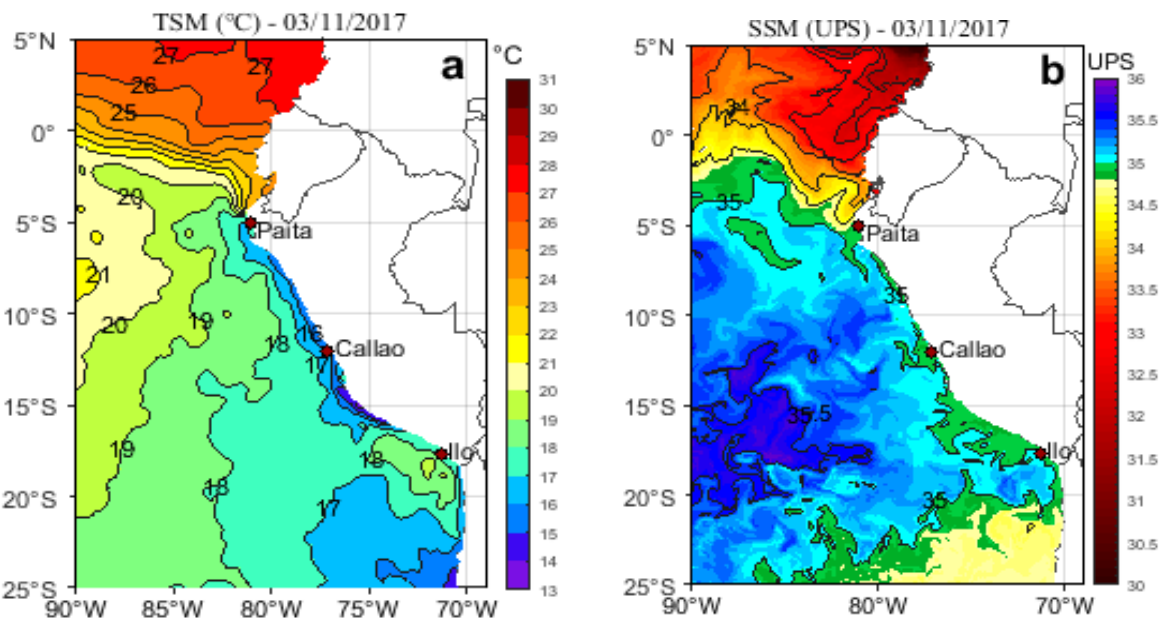 TSM (°C) - 03/11/2017
a
°C
5°N
0°
5°S
10°S
15°S
20°S
25°S
90°W
85°W
80°W
75°W
70°W
27
27
26
25
20
21
20
19
18
16
17
19
18
18
17
Paita
Callao
Ilo
31
30
29
28
27
26
25
24
23
22
21
20
19
18
17
16
15
14
13
SSM (UPS) - 03/11/2017
b
UPS
5°N
0°
5°S
10°S
15°S
20°S
25°S
90°W
80°W
70°W
34
35
35
35.5
35
Paita
Callao
Ilo
36
35.5
35
34.5
34
33.5
33
32.5
32
31.5
31
30.5
30